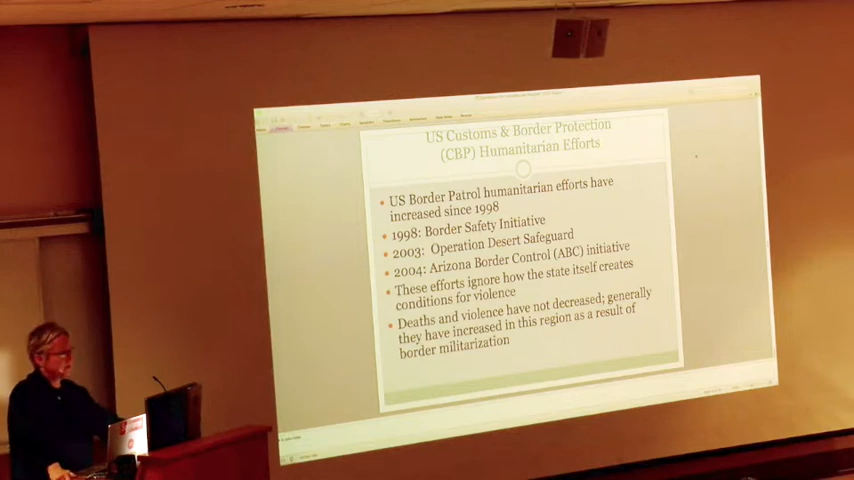 US Customs & Border Protection
(CBP) Humanitarian Efforts
US Border Patrol humanitarian efforts have
increased since 1998
1998: Border Safety Initiative
2003: Operation Desert Safeguard
2004: Arizona Border Control (ABC) initiative
These efforts ignore how the state itself creates
conditions for violence
Deaths and violence have not decreased; generally
they have increased in this region as a result of
border militarization